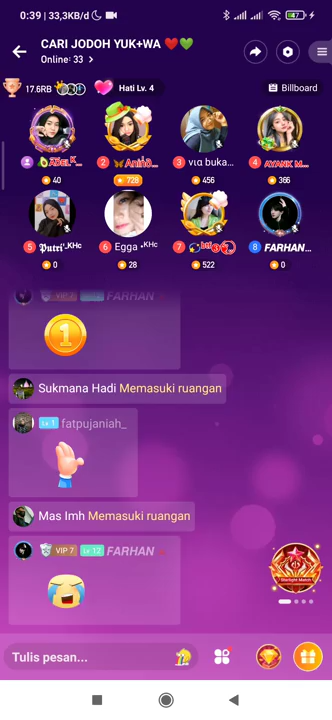 0:39 | 33,3KB/d
47
CARI JODOH YUK+WA ❤️💚
Online: 33 >
17.6RB
Hati Lv. 4
Billboard
2
3 via buka...
4 AYANK M...
40
728
456
366
5 Putri ᴷᴴᶜ
6 Egga ᴷᴴᶜ
7
8 FARHAN...
0
28
522
0
FARHAN
1
Sukmana Hadi Memasuki ruangan
Lv 1 fatpujaniah_
Mas Imh Memasuki ruangan
VIP 7 Lv 12 FARHAN
Starlight Match
Tulis pesan...